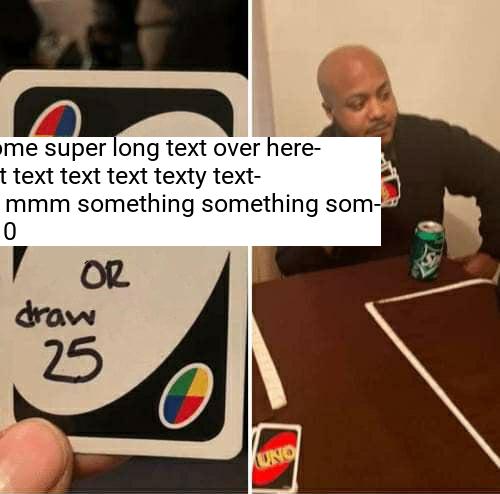 ome super long text over here-
t text text text texty text-
mmm something something som-
0
OR
draw
25
UNO